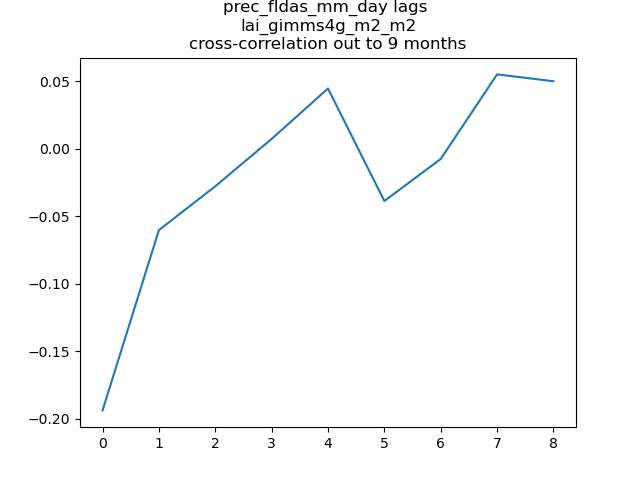 prec_fldas_mm_day lags
lai_gimms4g_m2_m2
cross-correlation out to 9 months
0.05
0.00
−0.05
−0.10
−0.15
−0.20
0 1 2 3 4 5 6 7 8